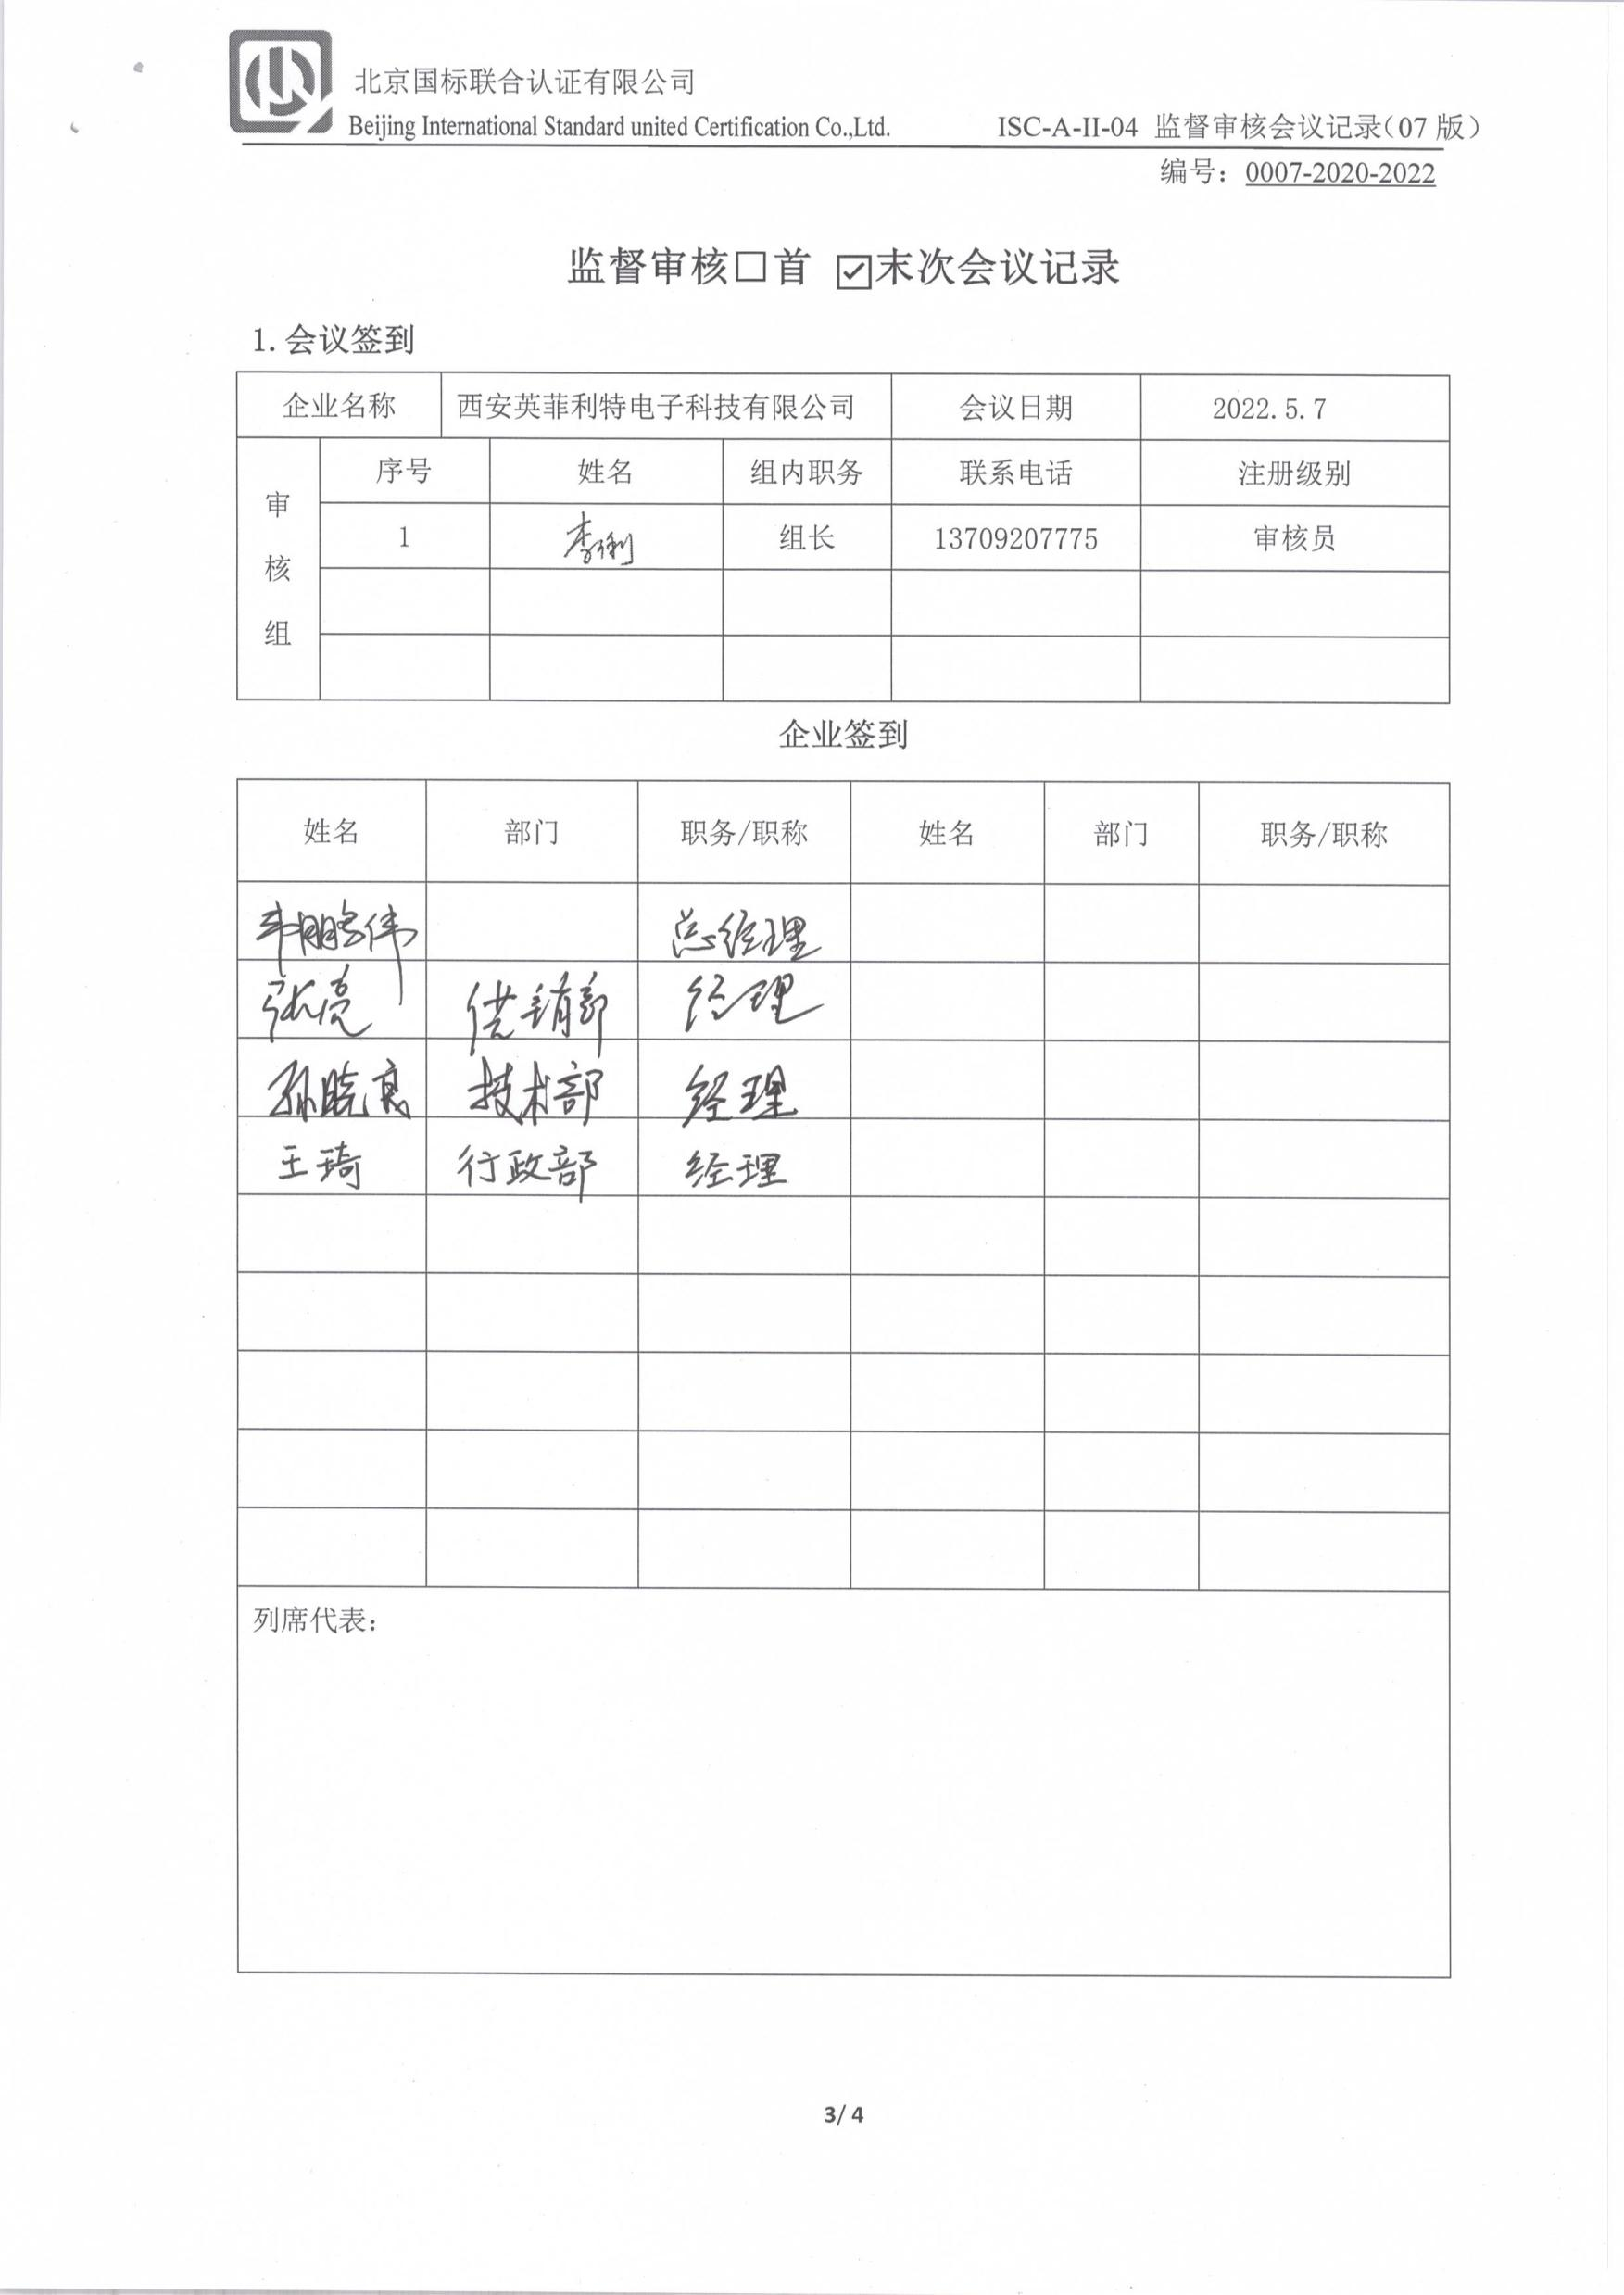 北京国标联合认证有限公司
Beijing International Standard united Certification Co.,Ltd.
ISC-A-II-04 监督审核会议记录(07 版)
编号: 0007-2020-2022
监督审核□首 ☑末次会议记录
1.会议签到
企业名称 西安英菲利特电子科技有限公司 会议日期 2022.5.7
审核组 序号 姓名 组内职务 联系电话 注册级别
1 李俐 组长 13709207775 审核员
企业签到
姓名 部门 职务/职称 姓名 部门 职务/职称
鹏伟 总经理
张亮 供销部 经理
孙晓亮 技术部 经理
王琦 行政部 经理
列席代表:
3/ 4